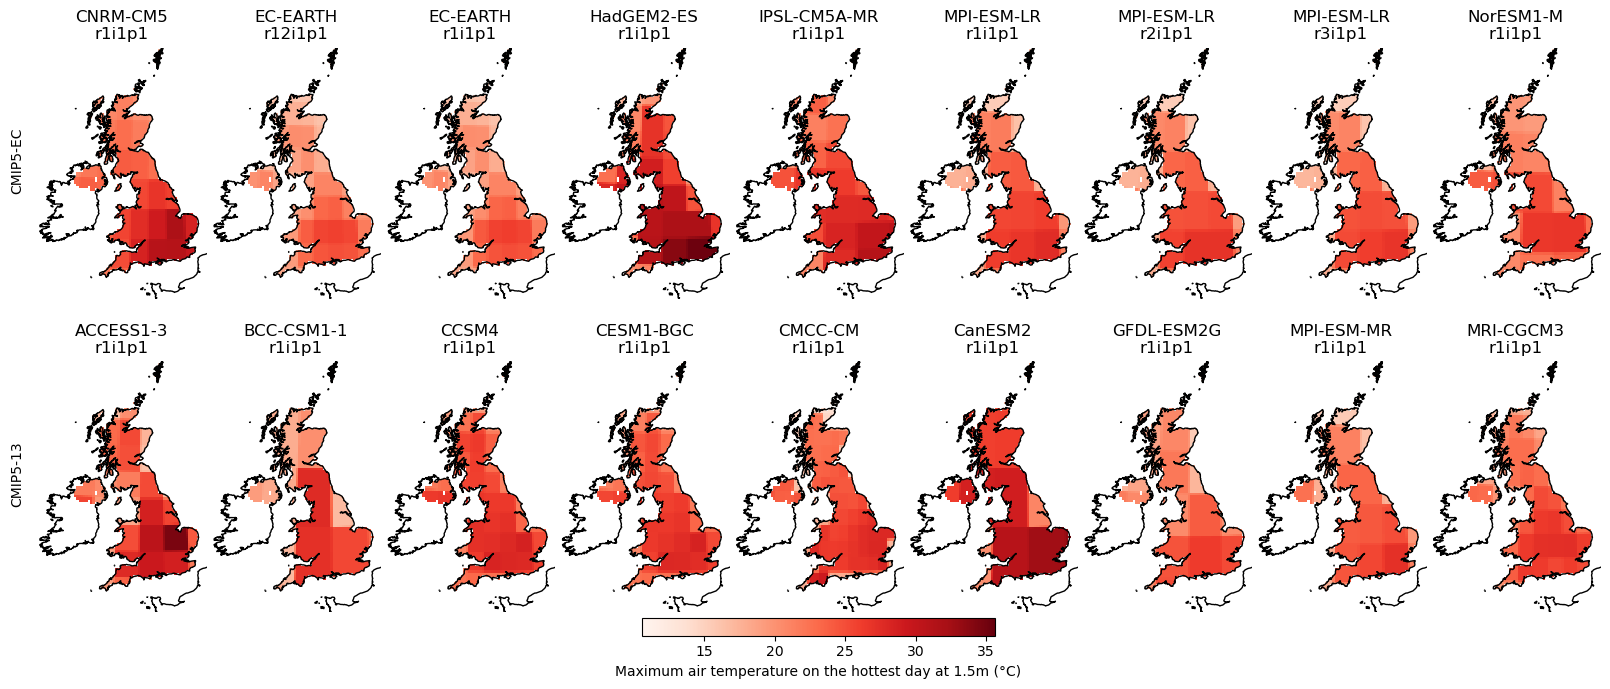 CNRM-CM5 EC-EARTH EC-EARTH HadGEM2-ES IPSL-CM5A-MR MPI-ESM-LR MPI-ESM-LR MPI-ESM-LR NorESM1-M
r1i1p1 r12i1p1 r1i1p1 r1i1p1 r1i1p1 r1i1p1 r2i1p1 r3i1p1 r1i1p1
CMIP5-EC
ACCESS1-3 BCC-CSM1-1 CCSM4 CESM1-BGC CMCC-CM CanESM2 GFDL-ESM2G MPI-ESM-MR MRI-CGCM3
r1i1p1 r1i1p1 r1i1p1 r1i1p1 r1i1p1 r1i1p1 r1i1p1 r1i1p1 r1i1p1
CMIP5-13
15 20 25 30 35
Maximum air temperature on the hottest day at 1.5m (°C)